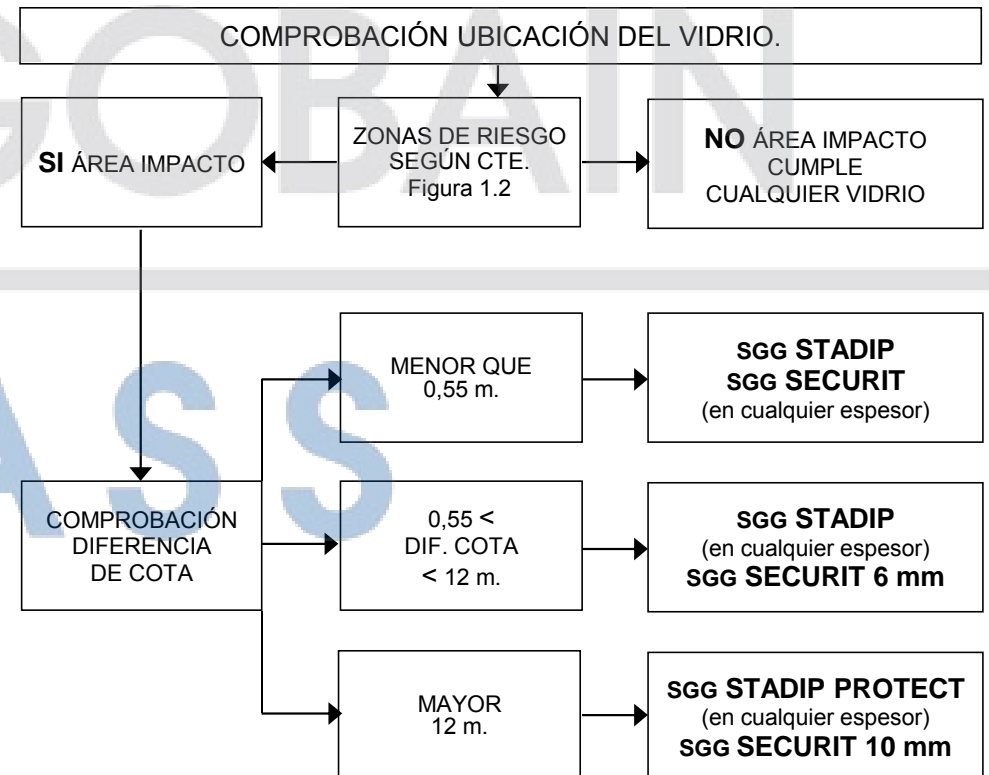 COMPROBACIÓN UBICACIÓN DEL VIDRIO.
SI ÁREA IMPACTO
ZONAS DE RIESGO
SEGÚN CTE.
Figura 1.2
NO ÁREA IMPACTO
CUMPLE
CUALQUIER VIDRIO
COMPROBACIÓN
DIFERENCIA
DE COTA
MENOR QUE
0,55 m.
SGG STADIP
SGG SECURIT
(en cualquier espesor)
0,55 <
DIF. COTA
< 12 m.
SGG STADIP
(en cualquier espesor)
SGG SECURIT 6 mm
MAYOR
12 m.
SGG STADIP PROTECT
(en cualquier espesor)
SGG SECURIT 10 mm
GOBAIN
ASS